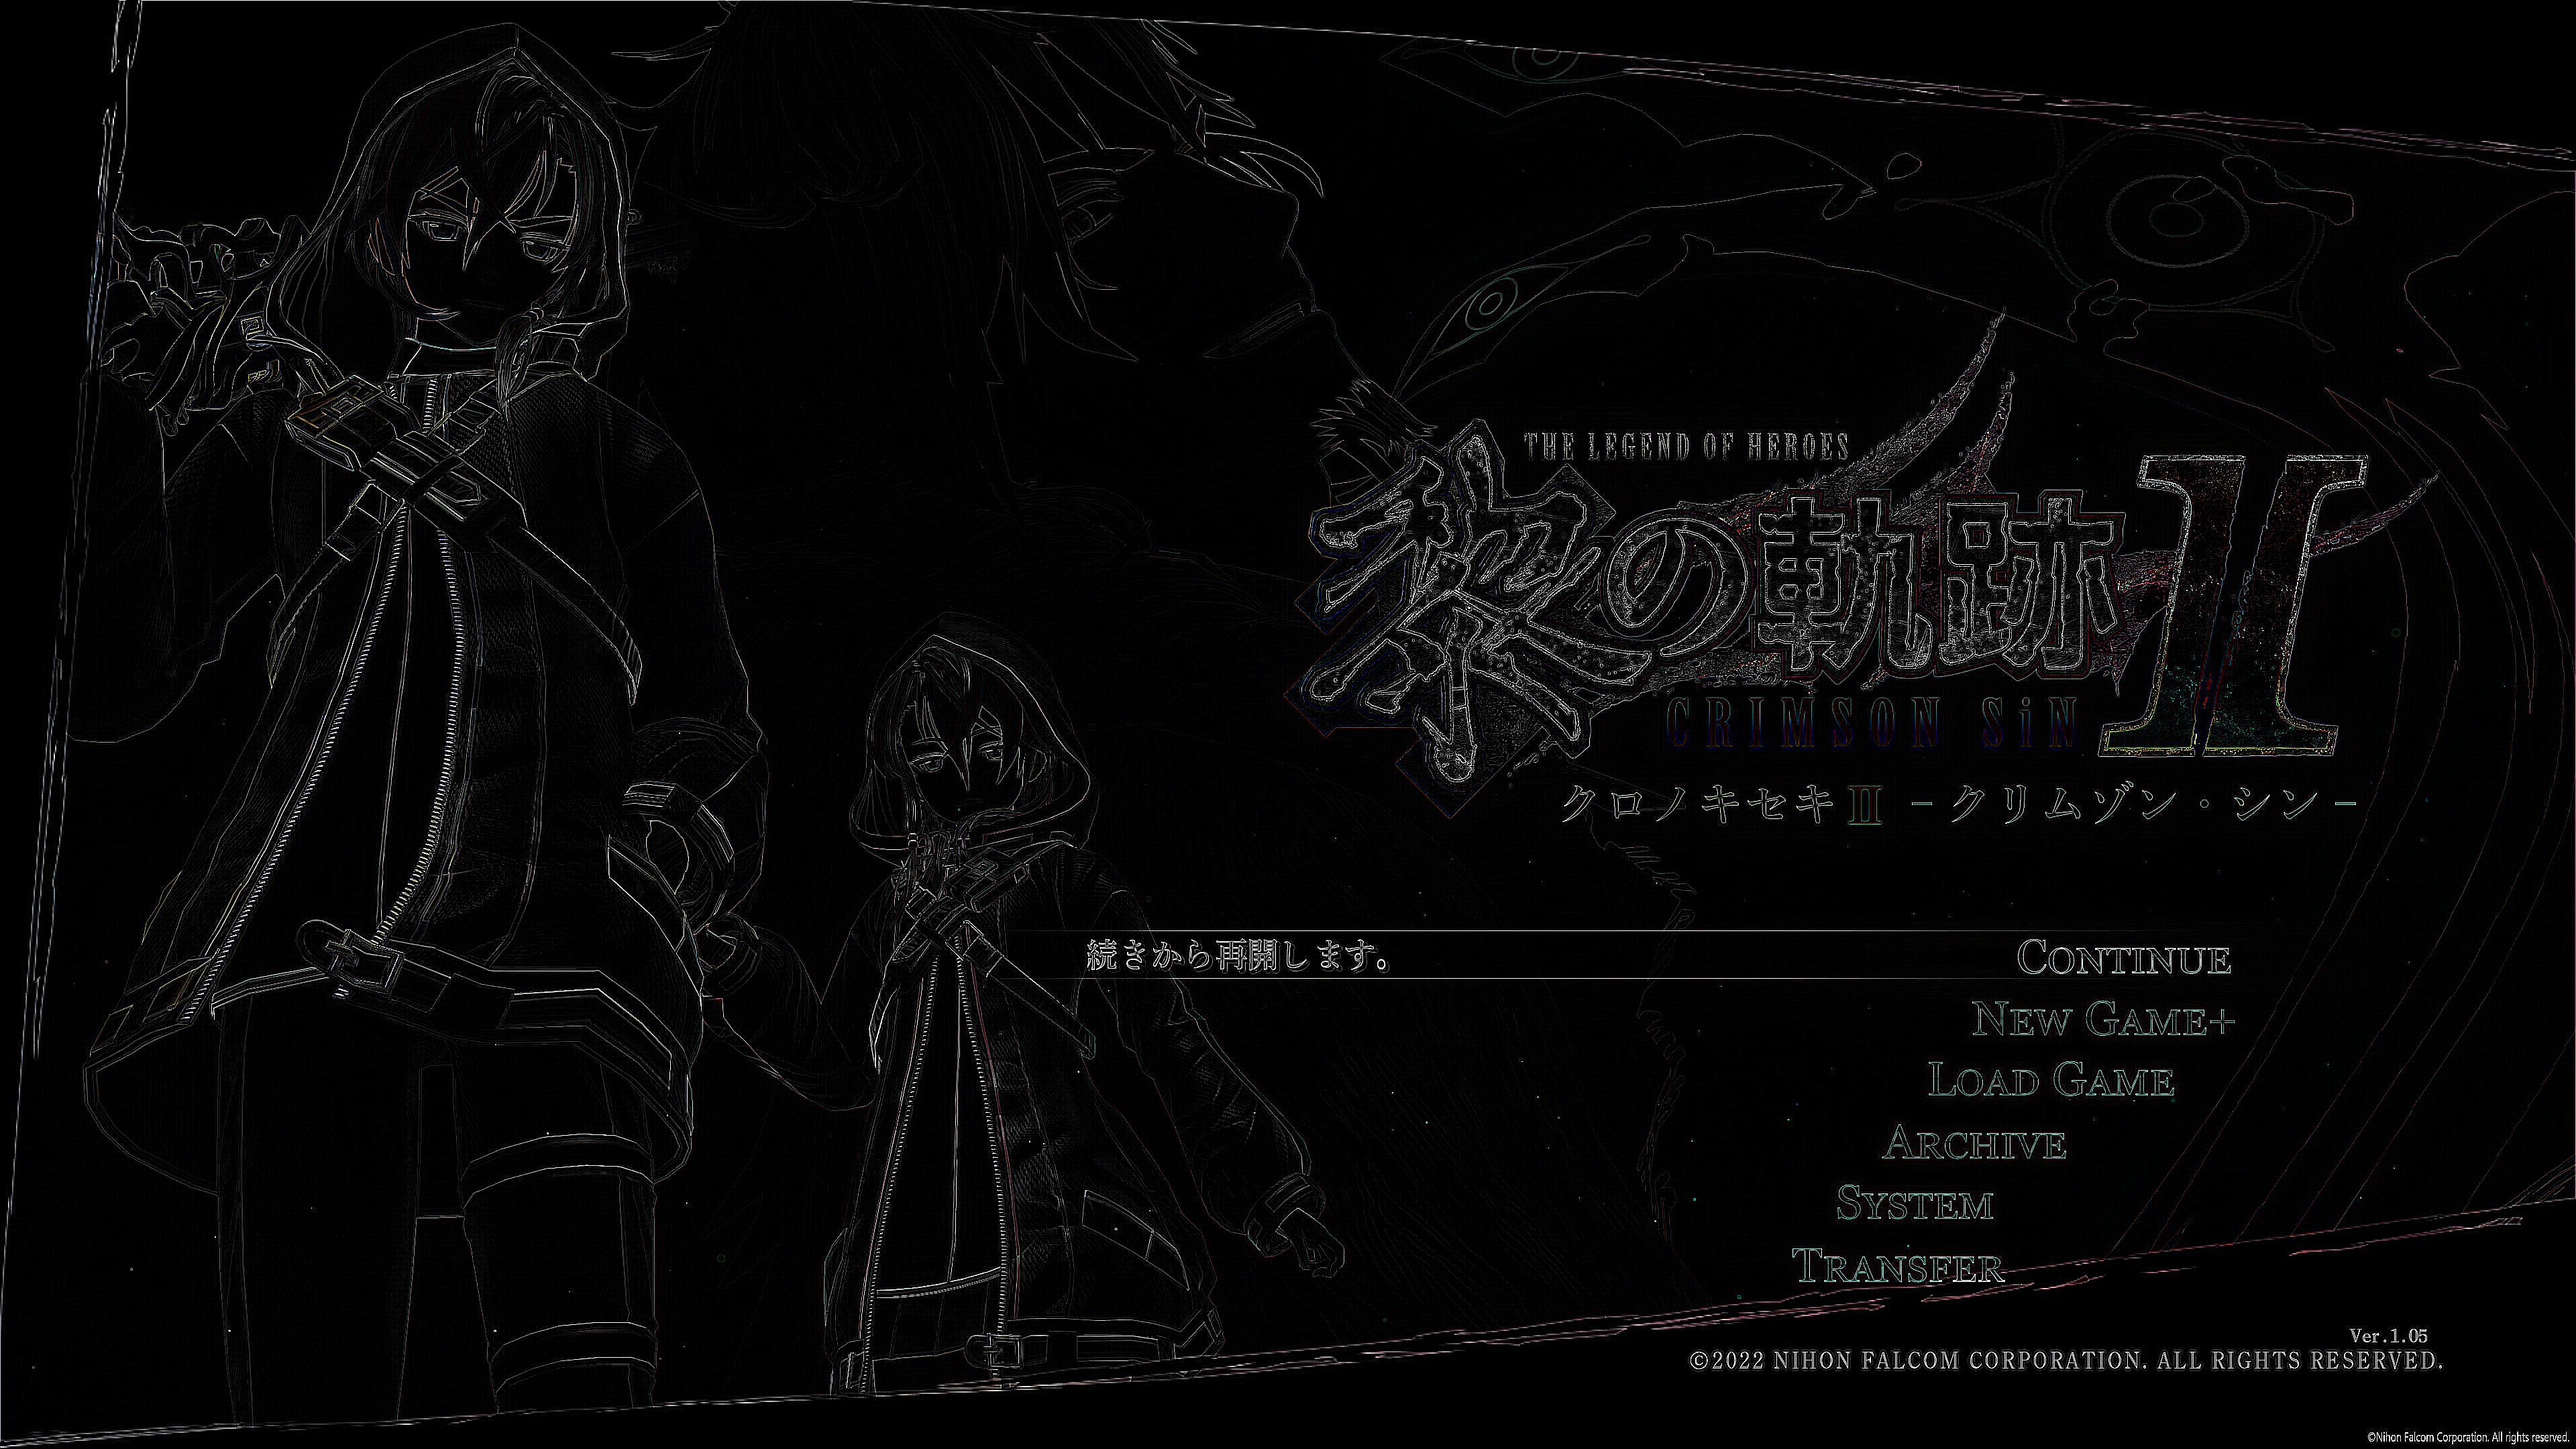 THE LEGEND OF HEROES
黎の軌跡II
CRIMSON SiN
クロノキセキII －クリムゾン・シン－
続きから再開します。
CONTINUE
NEW GAME+
LOAD GAME
ARCHIVE
SYSTEM
TRANSFER
Ver.1.05
©2022 NIHON FALCOM CORPORATION. ALL RIGHTS RESERVED.
©Nihon Falcom Corporation. All rights reserved.